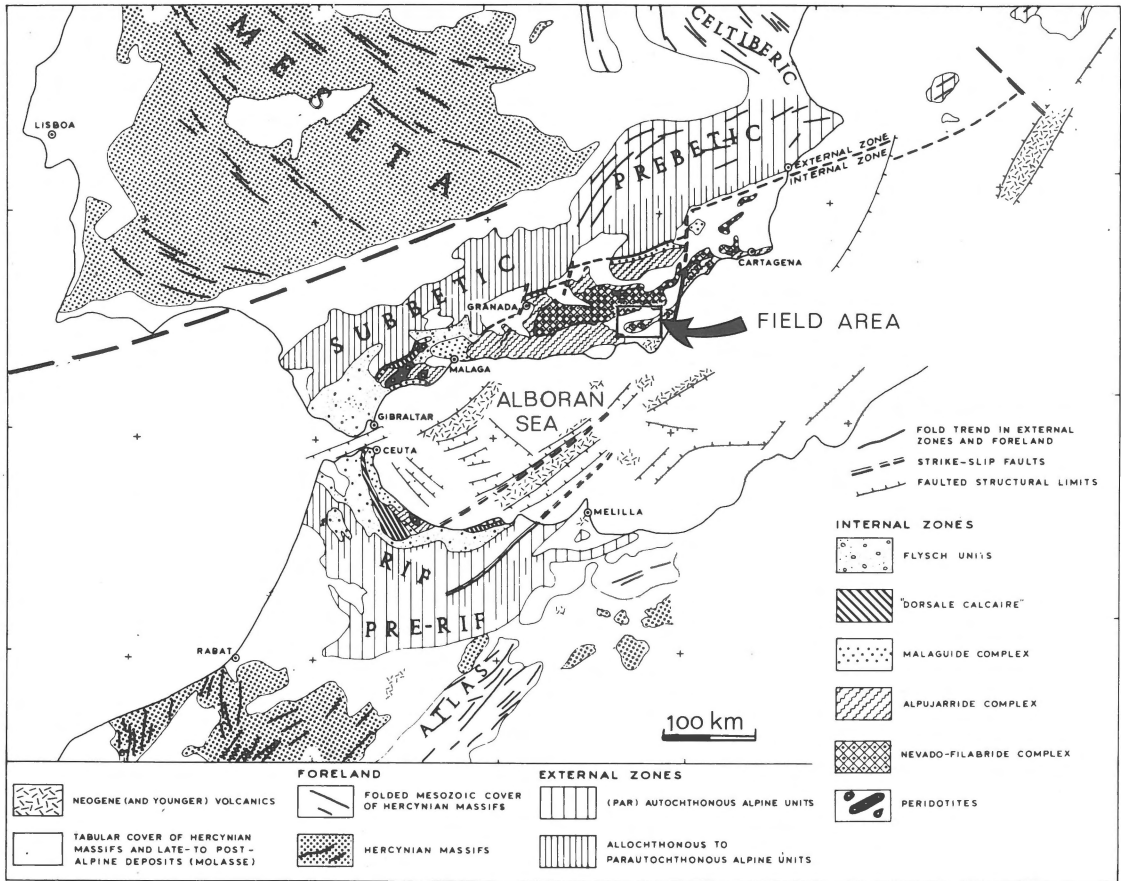 MESETA
CELTIBERIC
LISBOA
PREBETIC
EXTERNAL ZONE
INTERNAL ZONE
CARTAGENA
SUBBETIC
GRANADA
FIELD AREA
MALAGA
ALBORAN
SEA
GIBRALTAR
CEUTA
MELILLA
RIF
PRE-RIF
RABAT
ATLAS
100 km
FOLD TREND IN EXTERNAL
ZONES AND FORELAND
STRIKE-SLIP FAULTS
FAULTED STRUCTURAL LIMITS
INTERNAL ZONES
FLYSCH UNITS
"DORSALE CALCAIRE"
MALAGUIDE COMPLEX
ALPUJARRIDE COMPLEX
NEVADO-FILABRIDE COMPLEX
PERIDOTITES
NEOGENE (AND YOUNGER) VOLCANICS
TABULAR COVER OF HERCYNIAN
MASSIFS AND LATE-TO POST-
ALPINE DEPOSITS (MOLASSE)
FORELAND
FOLDED MESOZOIC COVER
OF HERCYNIAN MASSIFS
HERCYNIAN MASSIFS
EXTERNAL ZONES
(PAR) AUTOCHTHONOUS ALPINE UNITS
ALLOCHTHONOUS TO
PARAUTOCHTHONOUS ALPINE UNITS